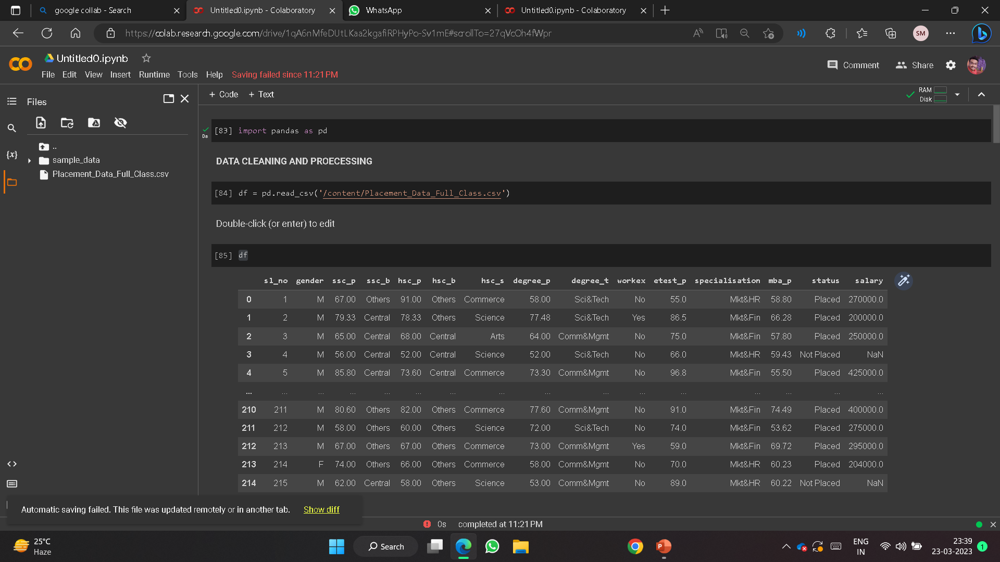 google collab - Search
Untitled0.ipynb - Colaboratory
WhatsApp
Untitled0.ipynb - Colaboratory
https://colab.research.google.com/drive/1qA6nMfeDUtLKaa2kgafiRPHyPo-Sv1mE#scrollTo=27qVcOh4fWpr
SM
Untitled0.ipynb
File Edit View Insert Runtime Tools Help Saving failed since 11:21 PM
Comment Share
Files
+ Code + Text
RAM
Disk
..
sample_data
Placement_Data_Full_Class.csv
{x}
0s
[83] import pandas as pd
DATA CLEANING AND PROECESSING
[84] df = pd.read_csv('/content/Placement_Data_Full_Class.csv')
Double-click (or enter) to edit
[85] df
sl_no gender ssc_p ssc_b hsc_p hsc_b hsc_s degree_p degree_t workex etest_p specialisation mba_p status salary
0 1 M 67.00 Others 91.00 Others Commerce 58.00 Sci&Tech No 55.0 Mkt&HR 58.80 Placed 270000.0
1 2 M 79.33 Central 78.33 Others Science 77.48 Sci&Tech Yes 86.5 Mkt&Fin 66.28 Placed 200000.0
2 3 M 65.00 Central 68.00 Central Arts 64.00 Comm&Mgmt No 75.0 Mkt&Fin 57.80 Placed 250000.0
3 4 M 56.00 Central 52.00 Central Science 52.00 Sci&Tech No 66.0 Mkt&HR 59.43 Not Placed NaN
4 5 M 85.80 Central 73.60 Central Commerce 73.30 Comm&Mgmt No 96.8 Mkt&Fin 55.50 Placed 425000.0
... ... ... ... ... ... ... ... ... ... ... ... ... ... ... ...
210 211 M 80.60 Others 82.00 Others Commerce 77.60 Comm&Mgmt No 91.0 Mkt&Fin 74.49 Placed 400000.0
211 212 M 58.00 Others 60.00 Others Science 72.00 Sci&Tech No 74.0 Mkt&Fin 53.62 Placed 275000.0
212 213 M 67.00 Others 67.00 Others Commerce 73.00 Comm&Mgmt Yes 59.0 Mkt&Fin 69.72 Placed 295000.0
213 214 F 74.00 Others 66.00 Others Commerce 58.00 Comm&Mgmt No 70.0 Mkt&HR 60.23 Placed 204000.0
214 215 M 62.00 Central 58.00 Others Science 53.00 Comm&Mgmt No 89.0 Mkt&HR 60.22 Not Placed NaN
Automatic saving failed. This file was updated remotely or in another tab. Show diff
0s completed at 11:21 PM
25°C
Haze
Search
ENG
IN
23:39
23-03-2023
1